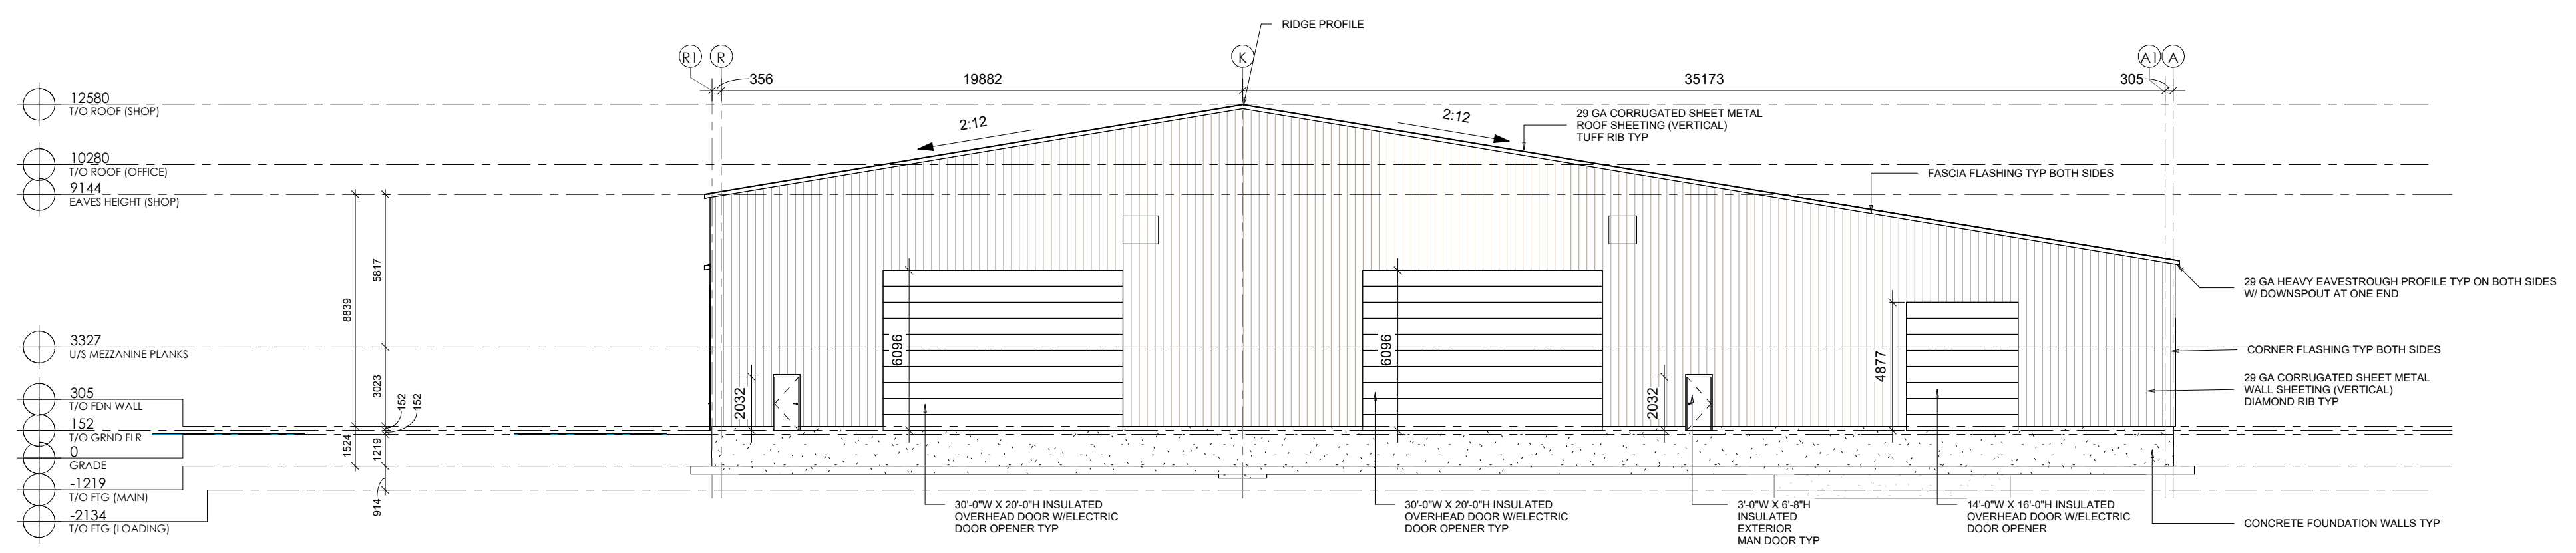 RIDGE PROFILE
R1
R
K
A1
A
356
19882
35173
305
12580
T/O ROOF (SHOP)
2:12
2:12
29 GA CORRUGATED SHEET METAL
ROOF SHEETING (VERTICAL)
TUFF RIB TYP
10280
T/O ROOF (OFFICE)
9144
EAVES HEIGHT (SHOP)
FASCIA FLASHING TYP BOTH SIDES
5817
8839
29 GA HEAVY EAVESTROUGH PROFILE TYP ON BOTH SIDES
W/ DOWNSPOUT AT ONE END
3327
U/S MEZZANINE PLANKS
6096
6096
4877
CORNER FLASHING TYP BOTH SIDES
3023
152
152
2032
2032
29 GA CORRUGATED SHEET METAL
WALL SHEETING (VERTICAL)
DIAMOND RIB TYP
305
T/O FDN WALL
152
T/O GRND FLR
0
GRADE
1524
1219
-1219
T/O FTG (MAIN)
914
-2134
T/O FTG (LOADING)
30'-0"W X 20'-0"H INSULATED
OVERHEAD DOOR W/ELECTRIC
DOOR OPENER TYP
30'-0"W X 20'-0"H INSULATED
OVERHEAD DOOR W/ELECTRIC
DOOR OPENER TYP
3'-0"W X 6'-8"H
INSULATED
EXTERIOR
MAN DOOR TYP
14'-0"W X 16'-0"H INSULATED
OVERHEAD DOOR W/ELECTRIC
DOOR OPENER
CONCRETE FOUNDATION WALLS TYP